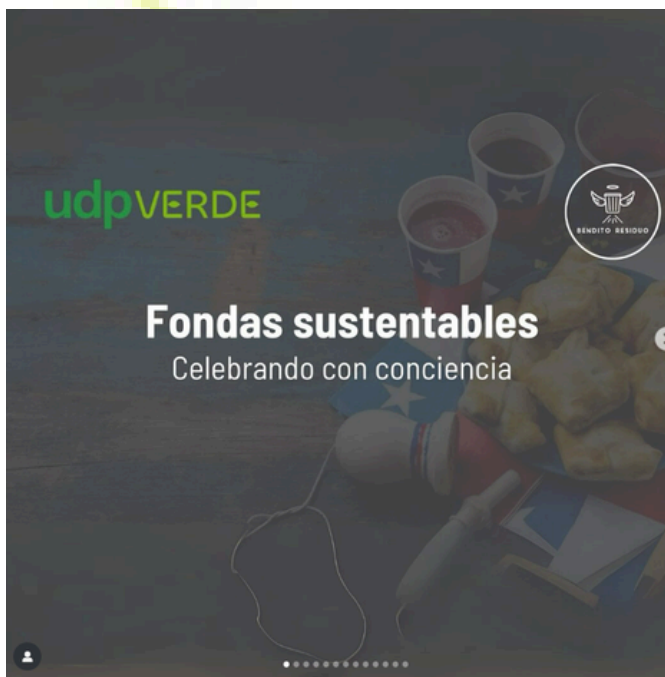 udpVERDE
BENDITO RESIDUO
Fondas sustentables
Celebrando con conciencia